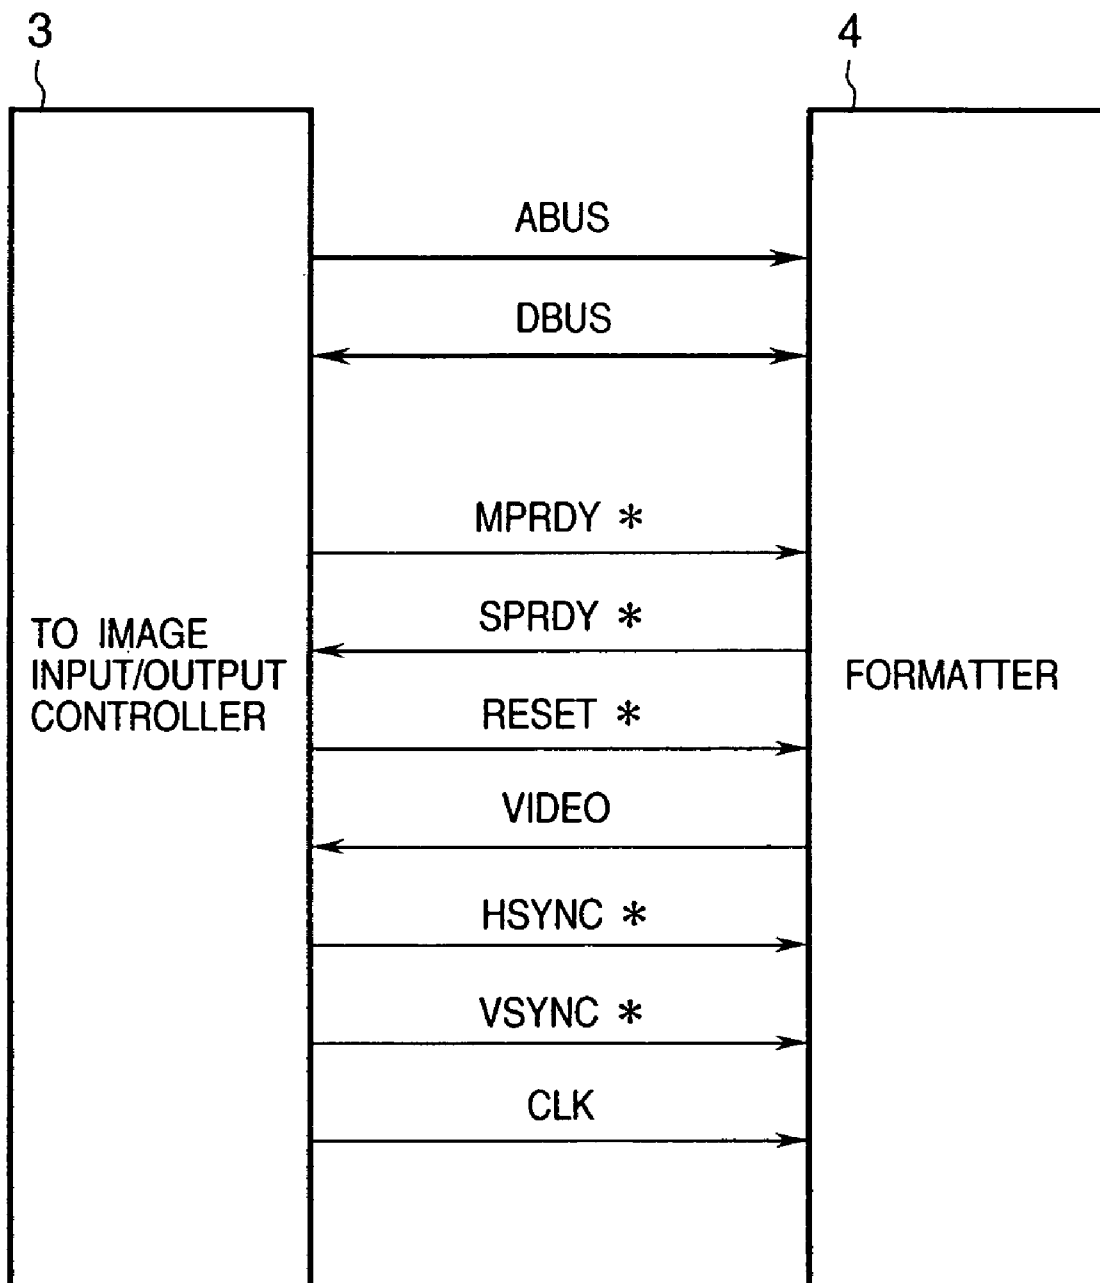 3
4
ABUS
DBUS
MPRDY *
SPRDY *
TO IMAGE
INPUT/OUTPUT
CONTROLLER
FORMATTER
RESET *
VIDEO
HSYNC *
VSYNC *
CLK